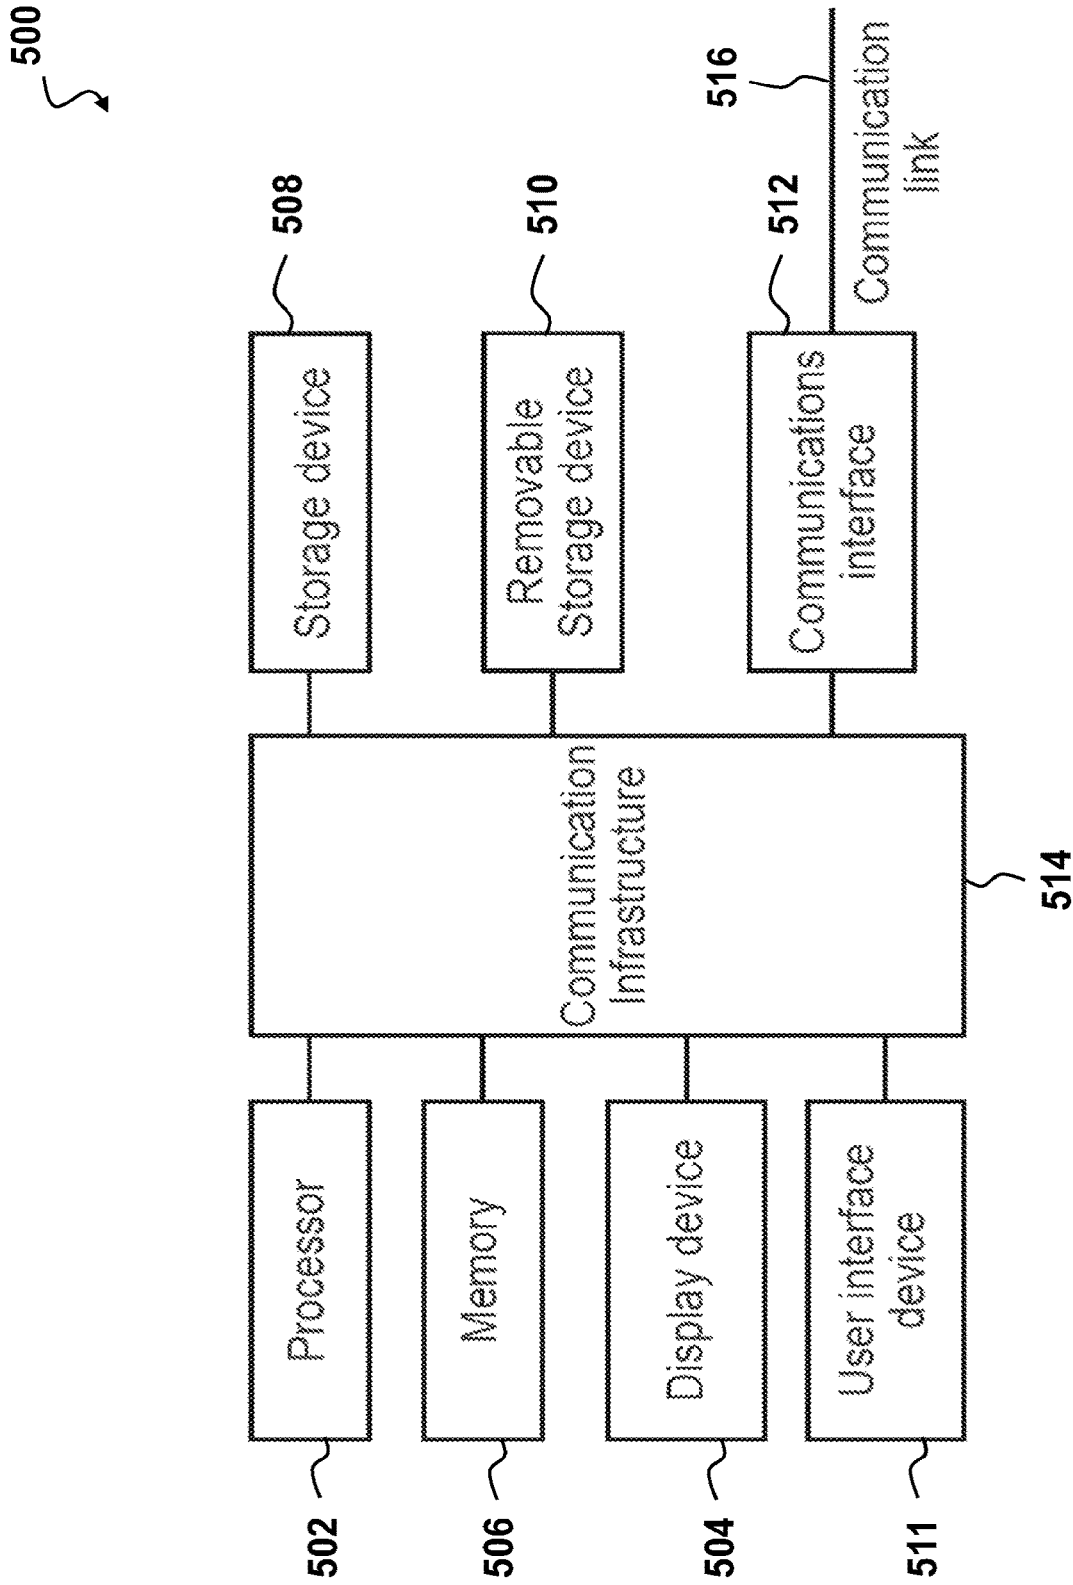 500
502
Processor
506
Memory
504
Display device
511
User interface
device
Communication
Infrastructure
514
Storage device
508
Removable
Storage device
510
Communications
interface
512
516
Communication
link